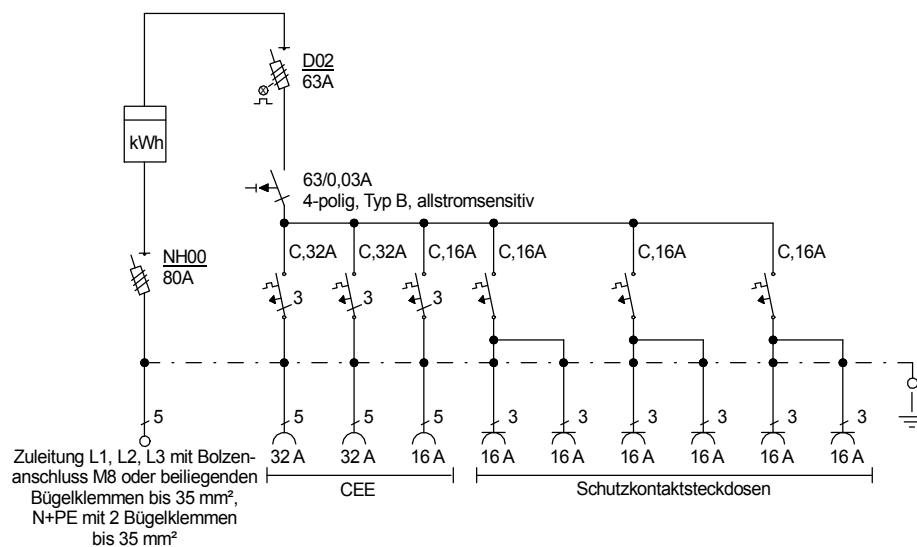 D02
63A
kWh
63/0,03A
4-polig, Typ B, allstromsensitiv
NH00
80A
C,32A C,32A C,16A C,16A C,16A C,16A
3 3 3
5 5 5 5 3 3 3 3 3 3
32 A 32 A 16 A 16 A 16 A 16 A 16 A 16 A 16 A
CEE Schutzkontaktsteckdosen
Zuleitung L1, L2, L3 mit Bolzen-
anschluss M8 oder beiliegenden
Bügelklemmen bis 35 mm²,
N+PE mit 2 Bügelklemmen
bis 35 mm²